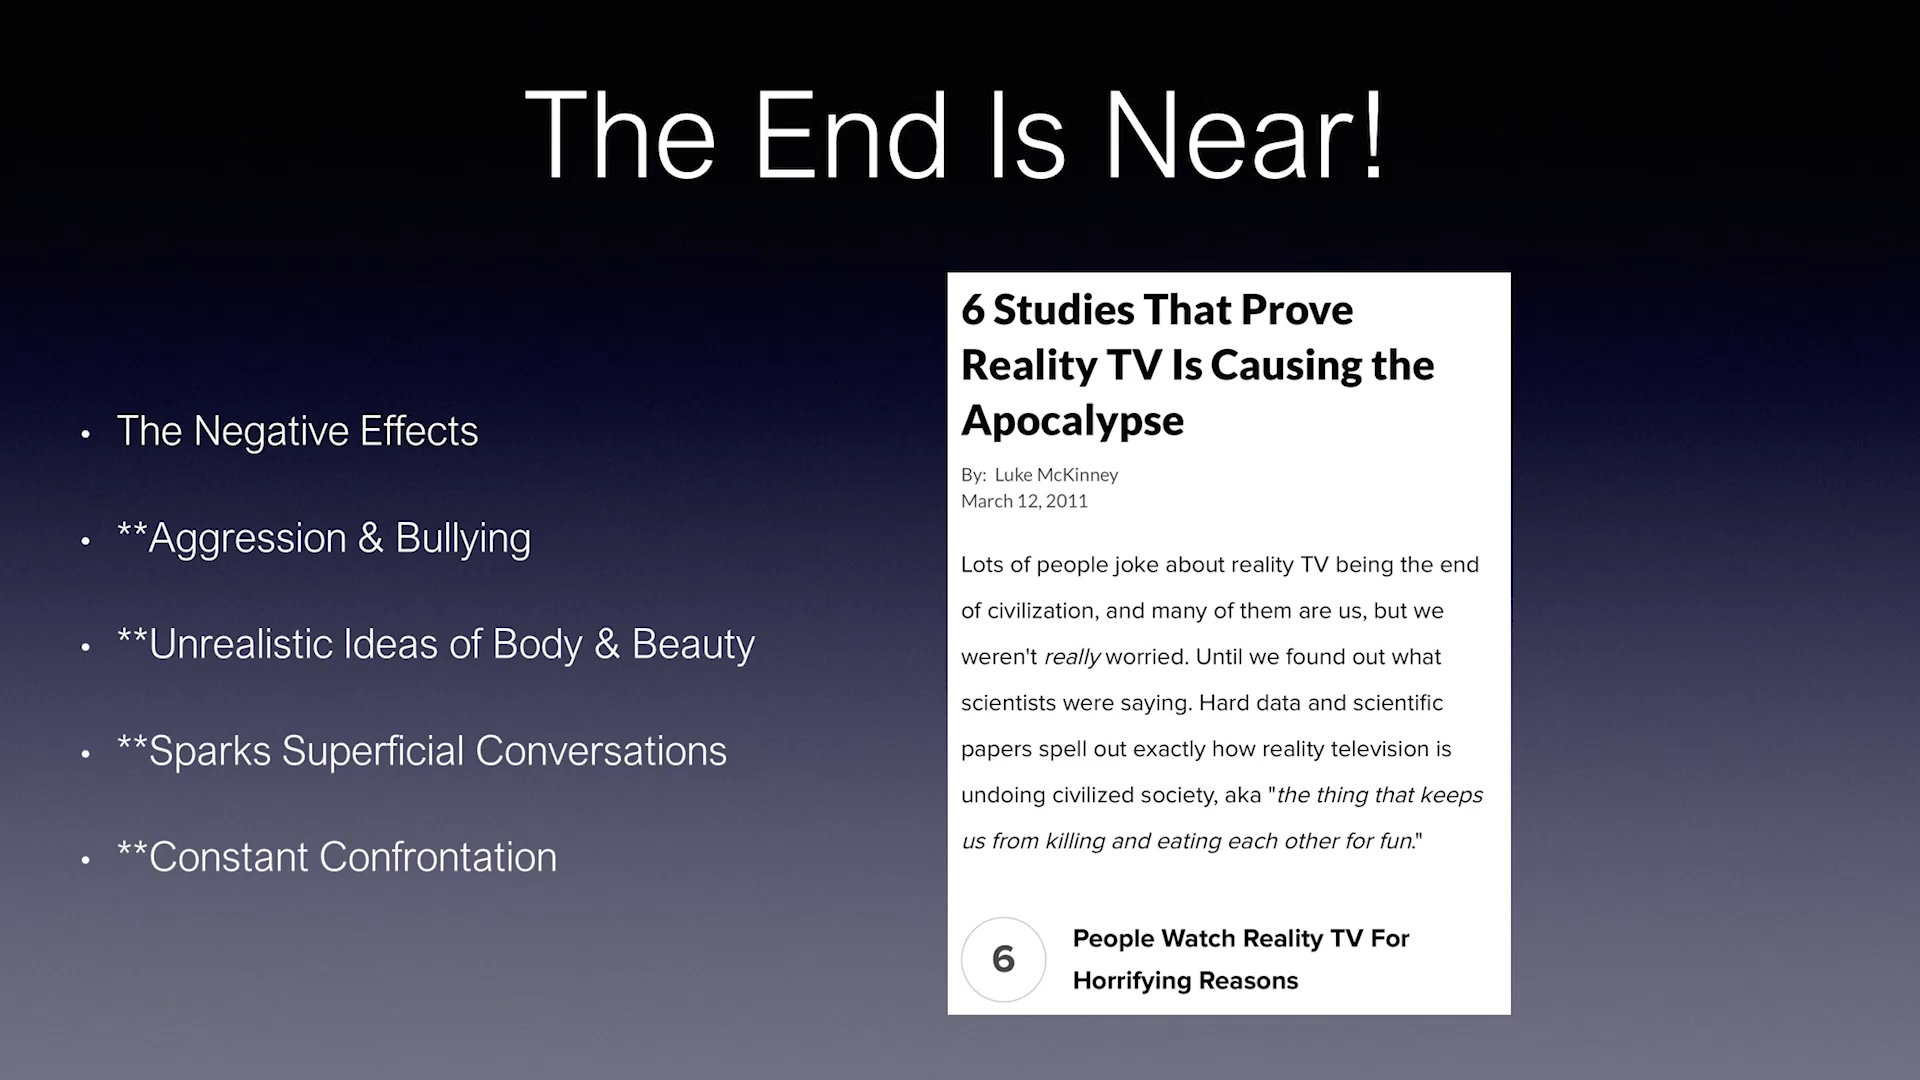 The End Is Near!
• The Negative Effects
• **Aggression & Bullying
• **Unrealistic Ideas of Body & Beauty
• **Sparks Superficial Conversations
• **Constant Confrontation
6 Studies That Prove
Reality TV Is Causing the
Apocalypse
By: Luke McKinney
March 12, 2011
Lots of people joke about reality TV being the end
of civilization, and many of them are us, but we
weren't really worried. Until we found out what
scientists were saying. Hard data and scientific
papers spell out exactly how reality television is
undoing civilized society, aka "the thing that keeps
us from killing and eating each other for fun."
6
People Watch Reality TV For
Horrifying Reasons